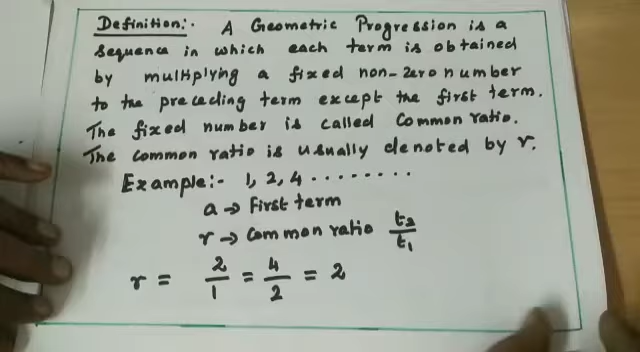 Definition:- A Geometric Progression is a
sequence in which each term is obtained
by multiplying a fixed non-zero number
to the preceding term except the first term.
The fixed number is called Common ratio.
The common ratio is usually denoted by r.
Example:- 1, 2, 4 ........
a → First term
r → Common ratio t₂/t₁
r = 2/1 = 4/2 = 2